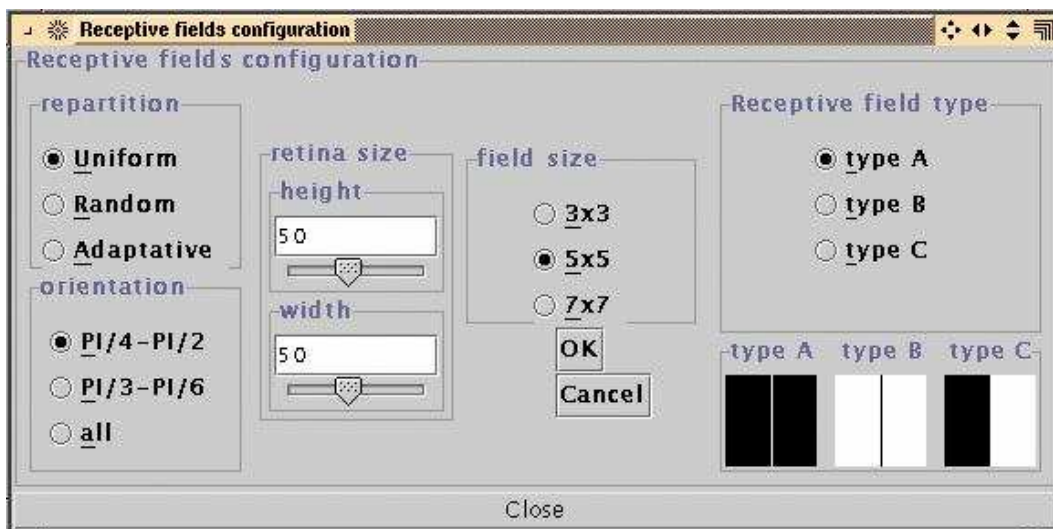 Receptive fields configuration
Receptive fields configuration
repartition
Uniform
Random
Adaptative
orientation
PI/4-PI/2
PI/3-PI/6
all
retina size
height
50
width
50
field size
3x3
5x5
7x7
OK
Cancel
Receptive field type
type A
type B
type C
type A type B type C
Close